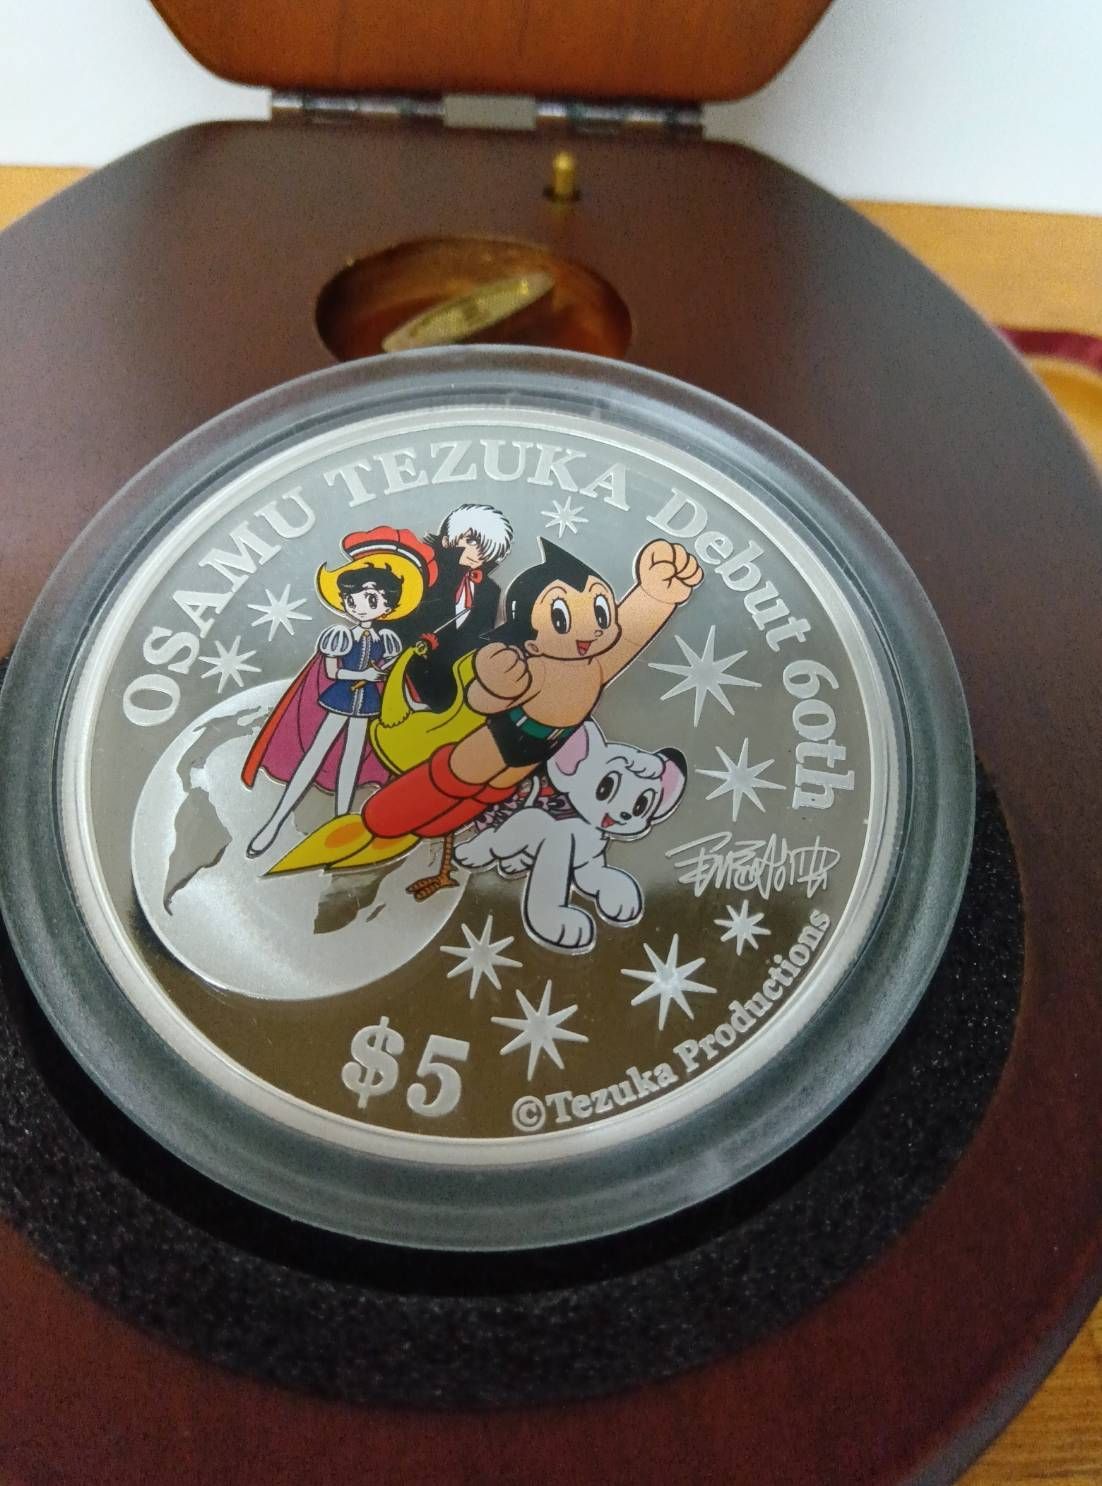 OSAMU TEZUKA Debut 60th
$5
©Tezuka Productions